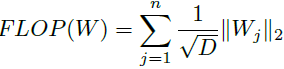 $FLOP(W) = \sum_{j=1}^{n} \frac{1}{\sqrt{D}} \|W_j\|_2$